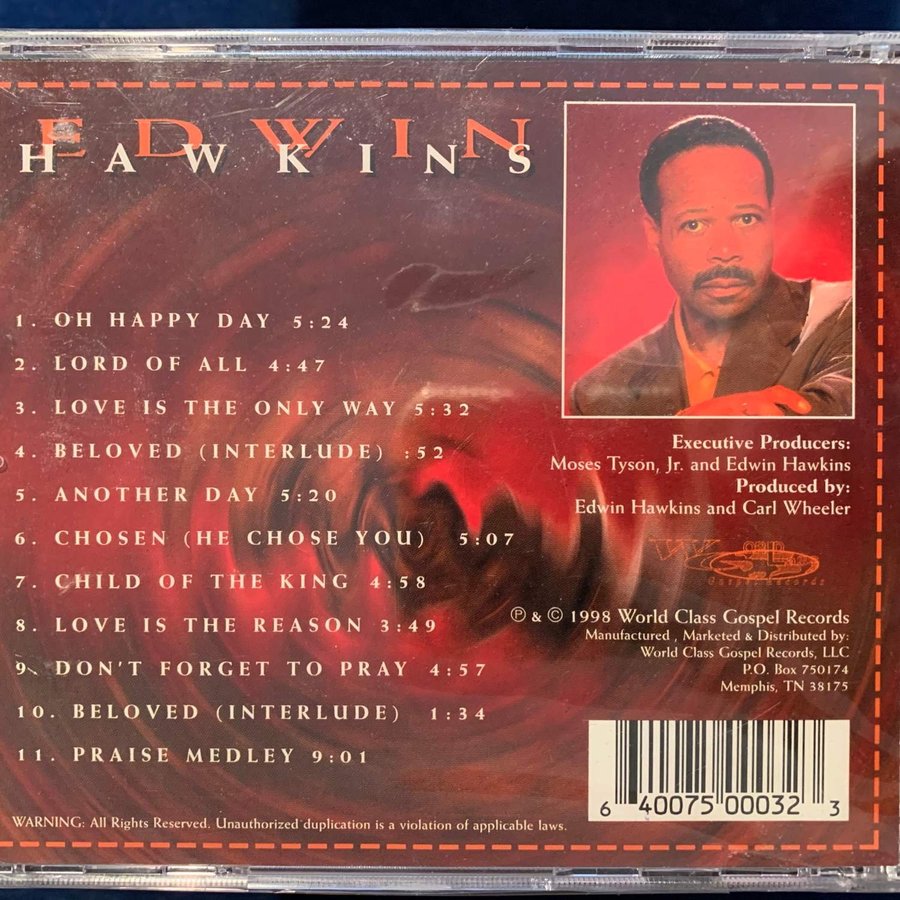 EDWIN
HAWKINS
1. OH HAPPY DAY 5:24
2. LORD OF ALL 4:47
3. LOVE IS THE ONLY WAY 5:32
4. BELOVED (INTERLUDE) :52
5. ANOTHER DAY 5:20
6. CHOSEN (HE CHOSE YOU) 5:07
7. CHILD OF THE KING 4:58
8. LOVE IS THE REASON 3:49
9. DON'T FORGET TO PRAY 4:57
10. BELOVED (INTERLUDE) 1:34
11. PRAISE MEDLEY 9:01
Executive Producers:
Moses Tyson, Jr. and Edwin Hawkins
Produced by:
Edwin Hawkins and Carl Wheeler
Gospel Records
℗ & © 1998 World Class Gospel Records
Manufactured , Marketed & Distributed by:
World Class Gospel Records, LLC
P.O. Box 750174
Memphis, TN 38175
6 40075 00032 3
WARNING: All Rights Reserved. Unauthorized duplication is a violation of applicable laws.